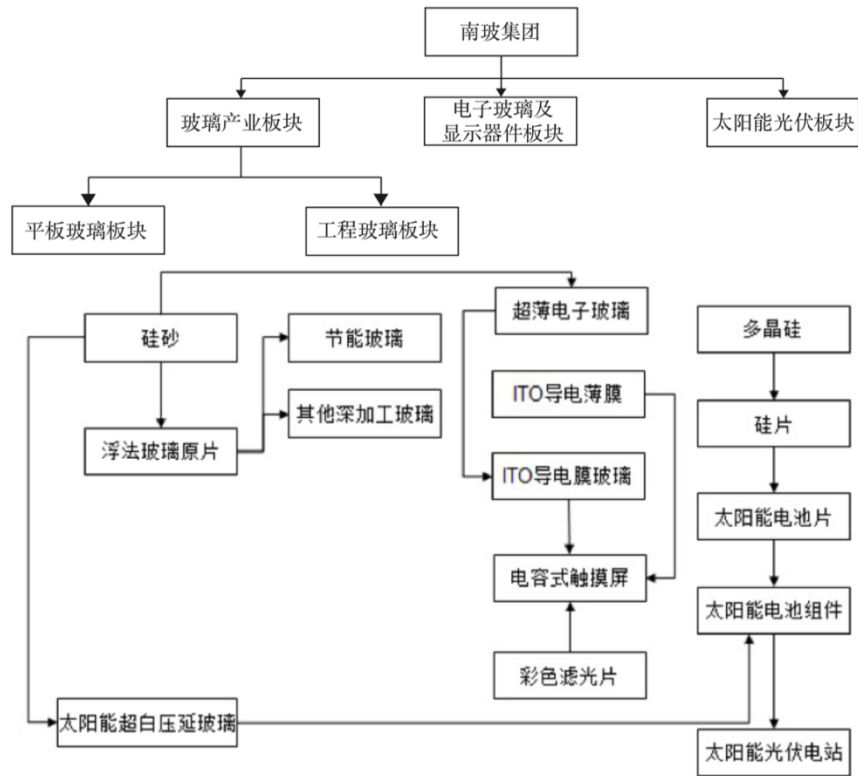 南玻集团
玻璃产业板块
电子玻璃及
显示器件板块
太阳能光伏板块
平板玻璃板块
工程玻璃板块
硅砂
节能玻璃
其他深加工玻璃
浮法玻璃原片
超薄电子玻璃
ITO导电薄膜
ITO导电膜玻璃
电容式触摸屏
彩色滤光片
多晶硅
硅片
太阳能电池片
太阳能电池组件
太阳能超白压延玻璃
太阳能光伏电站